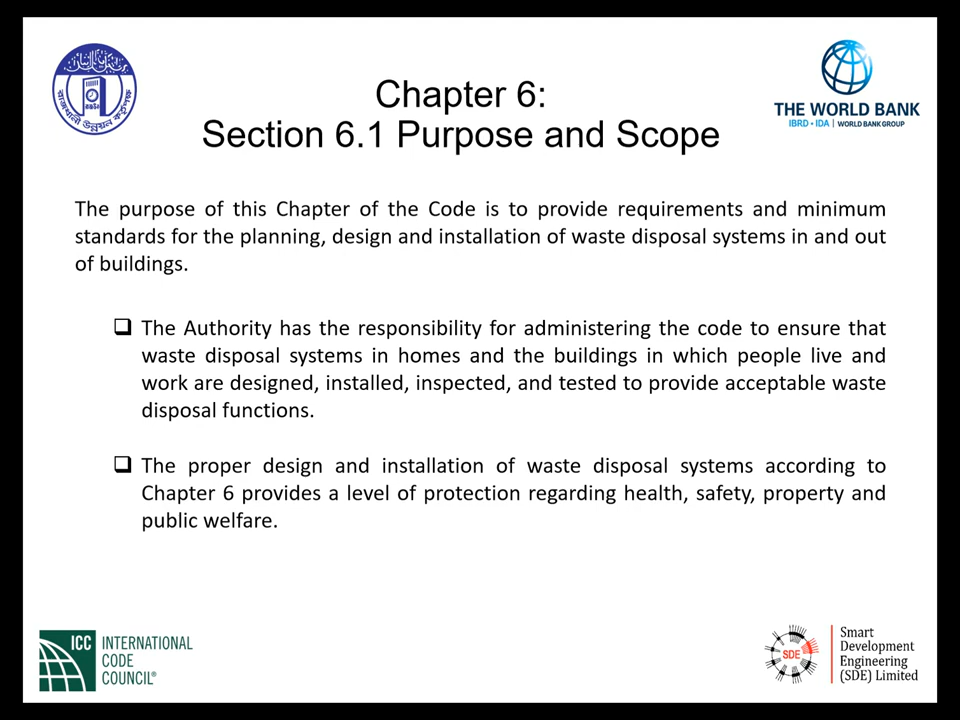 রাজধানী উন্নয়ন কর্তৃপক্ষ
THE WORLD BANK
IBRD • IDA | WORLD BANK GROUP
Chapter 6:
Section 6.1 Purpose and Scope
The purpose of this Chapter of the Code is to provide requirements and minimum
standards for the planning, design and installation of waste disposal systems in and out
of buildings.
❑ The Authority has the responsibility for administering the code to ensure that
waste disposal systems in homes and the buildings in which people live and
work are designed, installed, inspected, and tested to provide acceptable waste
disposal functions.
❑ The proper design and installation of waste disposal systems according to
Chapter 6 provides a level of protection regarding health, safety, property and
public welfare.
ICC INTERNATIONAL
CODE
COUNCIL®
SDE
Smart
Development
Engineering
(SDE) Limited